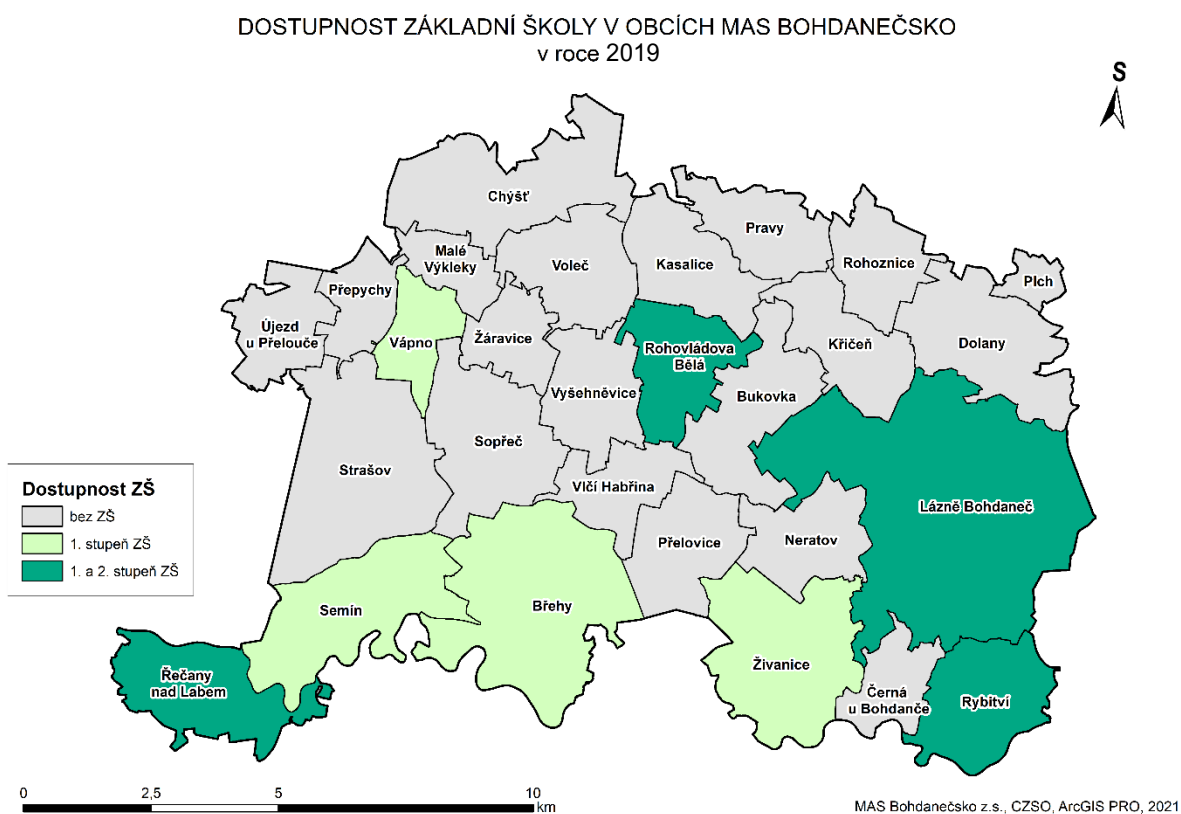 DOSTUPNOST ZÁKLADNÍ ŠKOLY V OBCÍCH MAS BOHDANEČSKO
v roce 2019
S
Chýšť
Pravy
Malé
Výkleky
Voleč
Kasalice
Rohoznice
Plch
Přepychy
Újezd
u Přelouče
Vápno
Žáravice
Rohovládova
Bělá
Křičeň
Dolany
Vyšehněvice
Bukovka
Sopřeč
Strašov
Vlčí Habřina
Lázně Bohdaneč
Přelovice
Neratov
Semín
Břehy
Živanice
Řečany
nad Labem
Černá
u Bohdanče
Rybitví
Dostupnost ZŠ
bez ZŠ
1. stupeň ZŠ
1. a 2. stupeň ZŠ
0 2,5 5 10
km
MAS Bohdanečsko z.s., CZSO, ArcGIS PRO, 2021